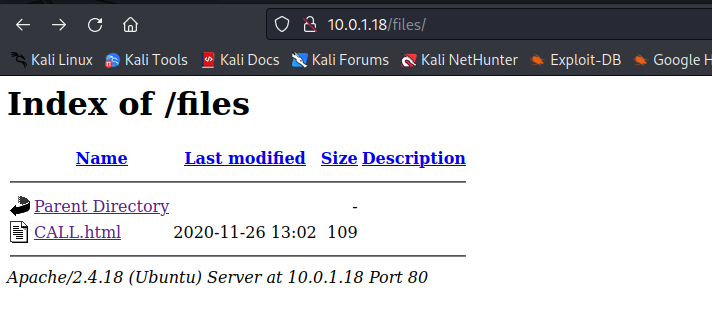 10.0.1.18/files/
Kali Linux Kali Tools Kali Docs Kali Forums Kali NetHunter Exploit-DB Google H
Index of /files
Name Last modified Size Description
Parent Directory -
CALL.html 2020-11-26 13:02 109
Apache/2.4.18 (Ubuntu) Server at 10.0.1.18 Port 80